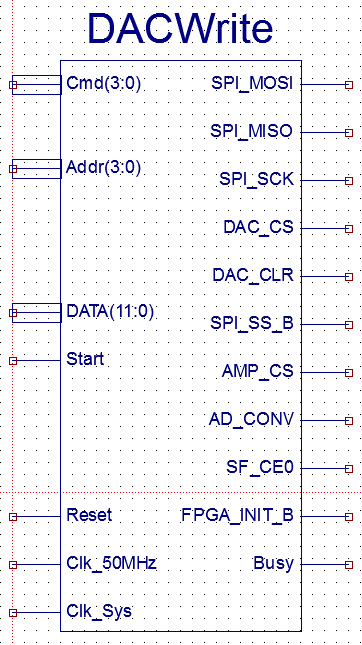 DACWrite
Cmd(3:0) SPI_MOSI
SPI_MISO
Addr(3:0) SPI_SCK
DAC_CS
DAC_CLR
DATA(11:0) SPI_SS_B
Start AMP_CS
AD_CONV
SF_CE0
Reset FPGA_INIT_B
Clk_50MHz Busy
Clk_Sys